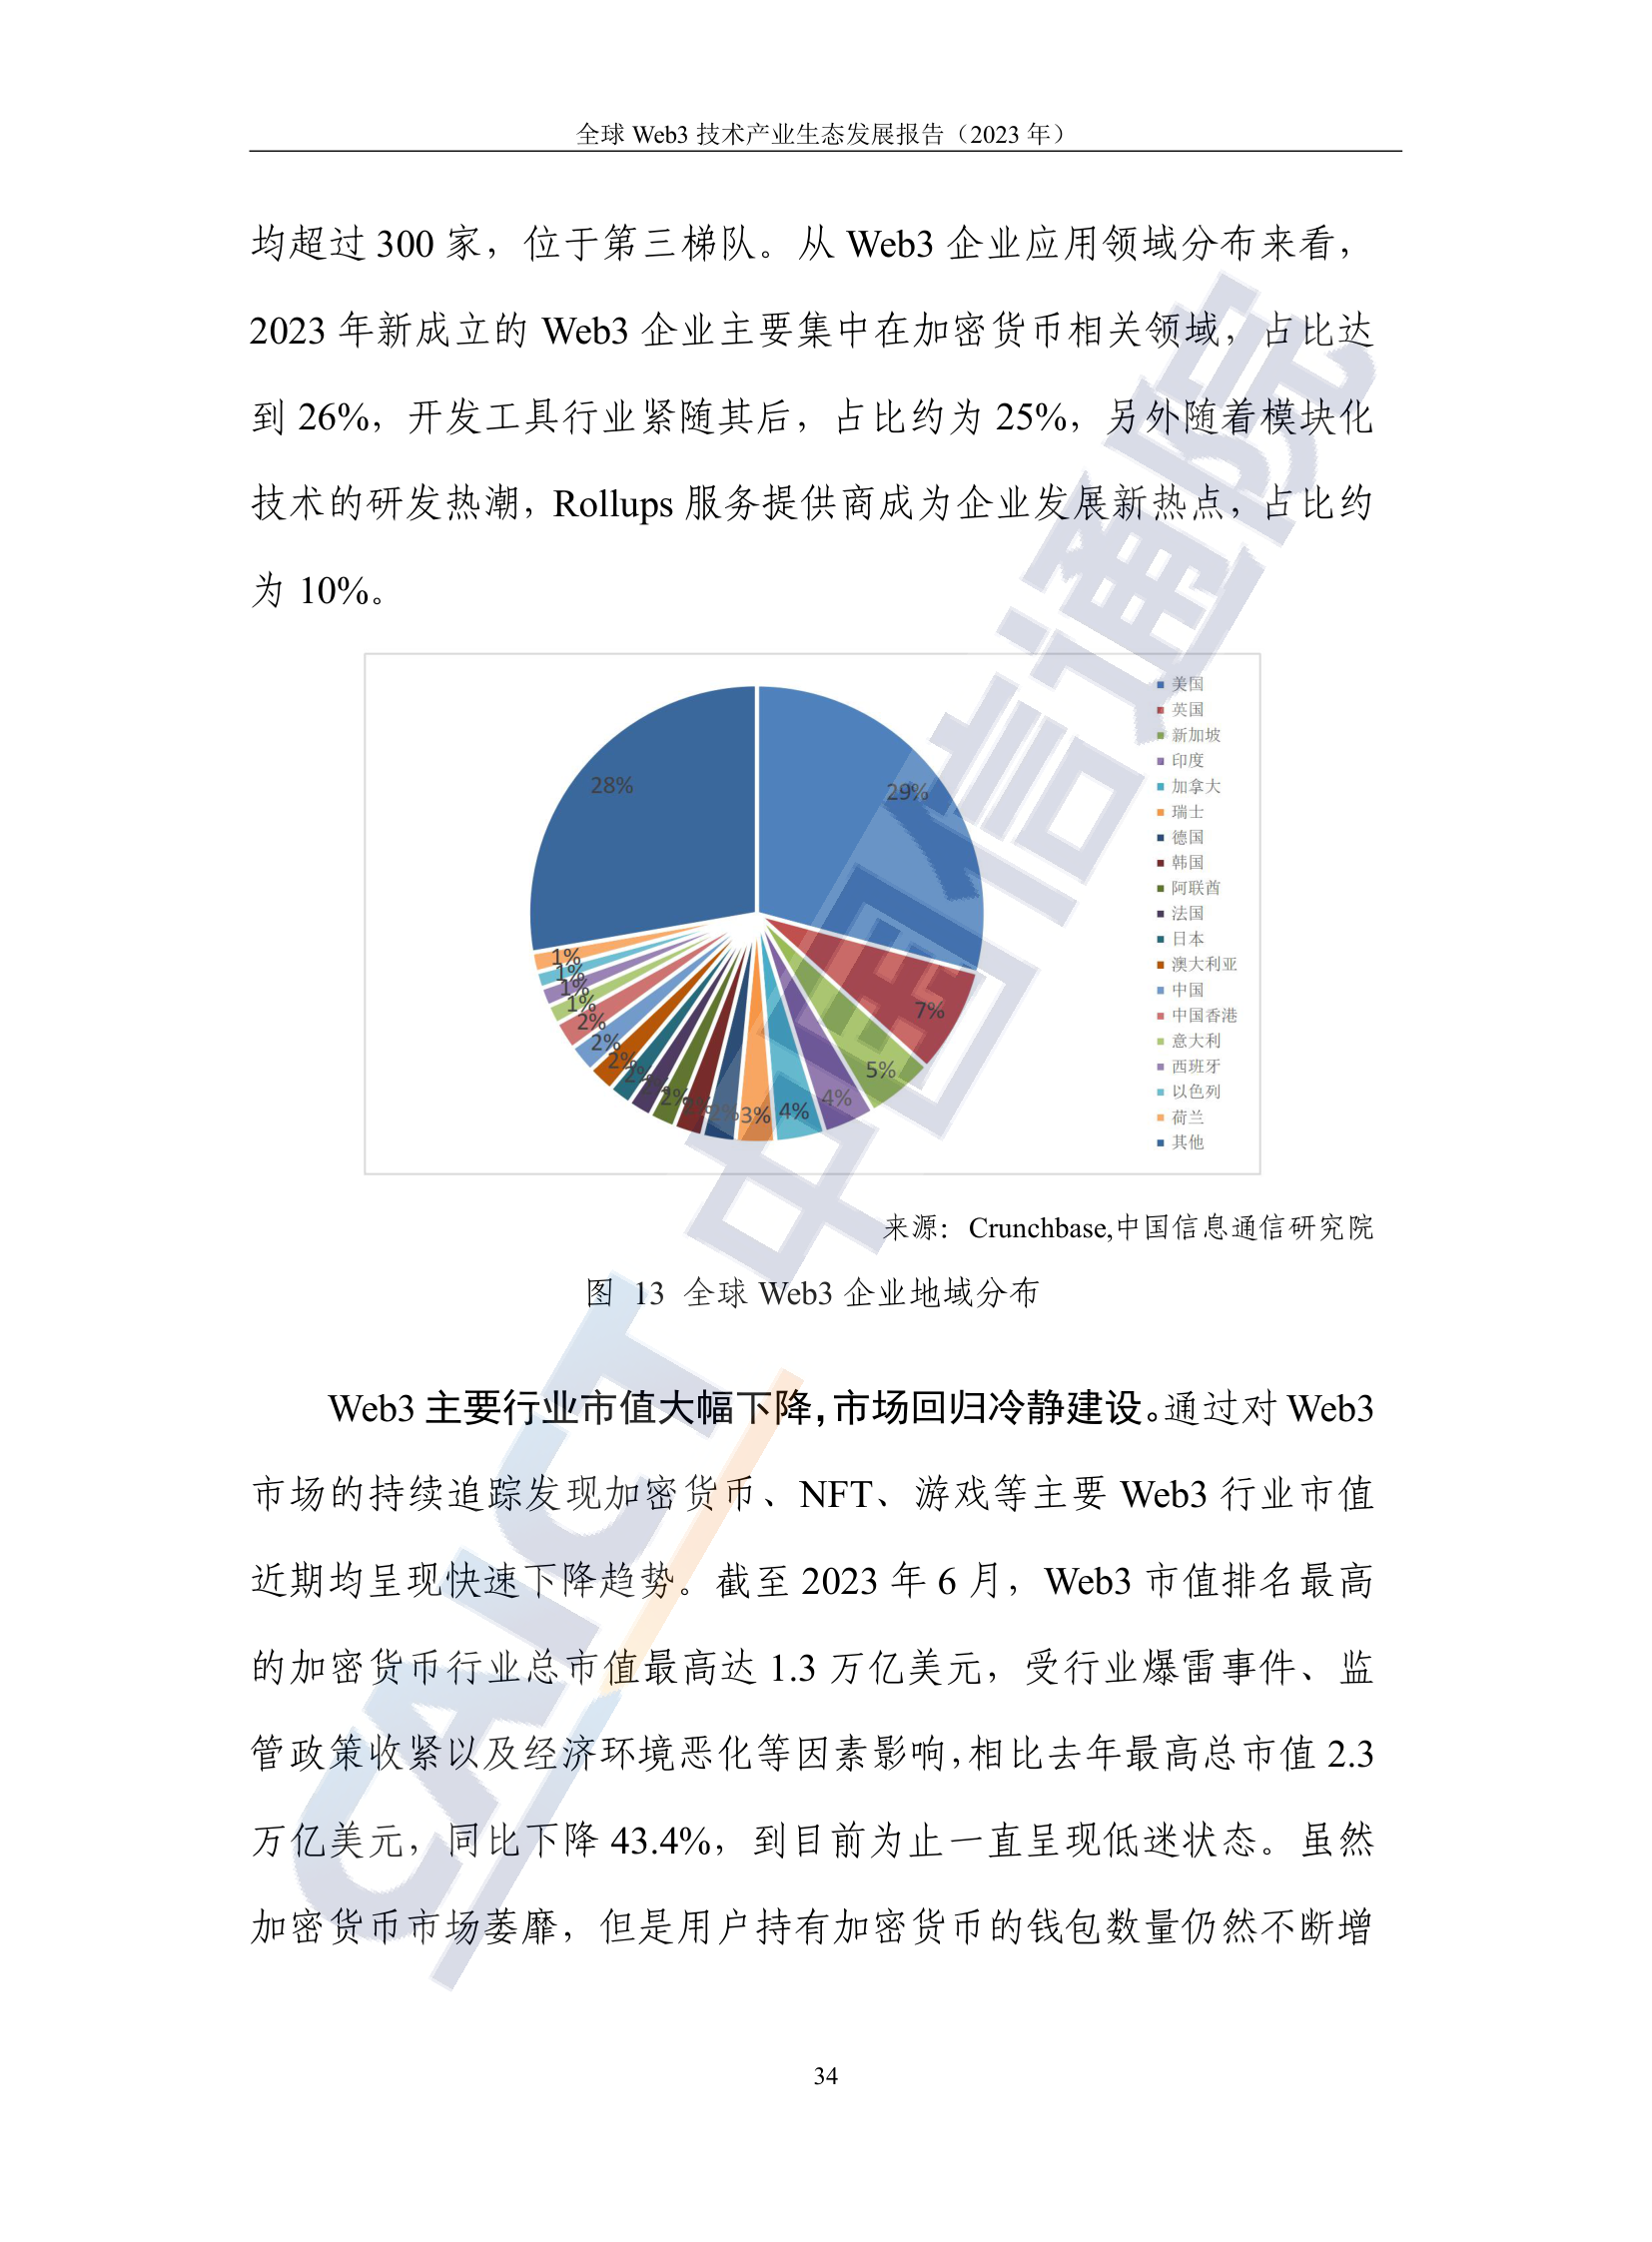 全球 Web3 技术产业生态发展报告（2023 年）
均超过 300 家，位于第三梯队。从 Web3 企业应用领域分布来看，
2023 年新成立的 Web3 企业主要集中在加密货币相关领域，占比达
到 26%，开发工具行业紧随其后，占比约为 25%，另外随着模块化
技术的研发热潮，Rollups 服务提供商成为企业发展新热点，占比约
为 10%。
28%
29%
7%
5%
4%
4%
3%
2%
2%
2%
2%
2%
2%
1%
1%
1%
1%
美国
英国
新加坡
印度
加拿大
瑞士
德国
韩国
阿联酋
法国
日本
澳大利亚
中国
中国香港
意大利
西班牙
以色列
荷兰
其他
来源：Crunchbase,中国信息通信研究院
图 13 全球 Web3 企业地域分布
Web3 主要行业市值大幅下降，市场回归冷静建设。通过对 Web3
市场的持续追踪发现加密货币、NFT、游戏等主要 Web3 行业市值
近期均呈现快速下降趋势。截至 2023 年 6 月，Web3 市值排名最高
的加密货币行业总市值最高达 1.3 万亿美元，受行业爆雷事件、监
管政策收紧以及经济环境恶化等因素影响，相比去年最高总市值 2.3
万亿美元，同比下降 43.4%，到目前为止一直呈现低迷状态。虽然
加密货币市场萎靡，但是用户持有加密货币的钱包数量仍然不断增
34
CAICT 中国信通院